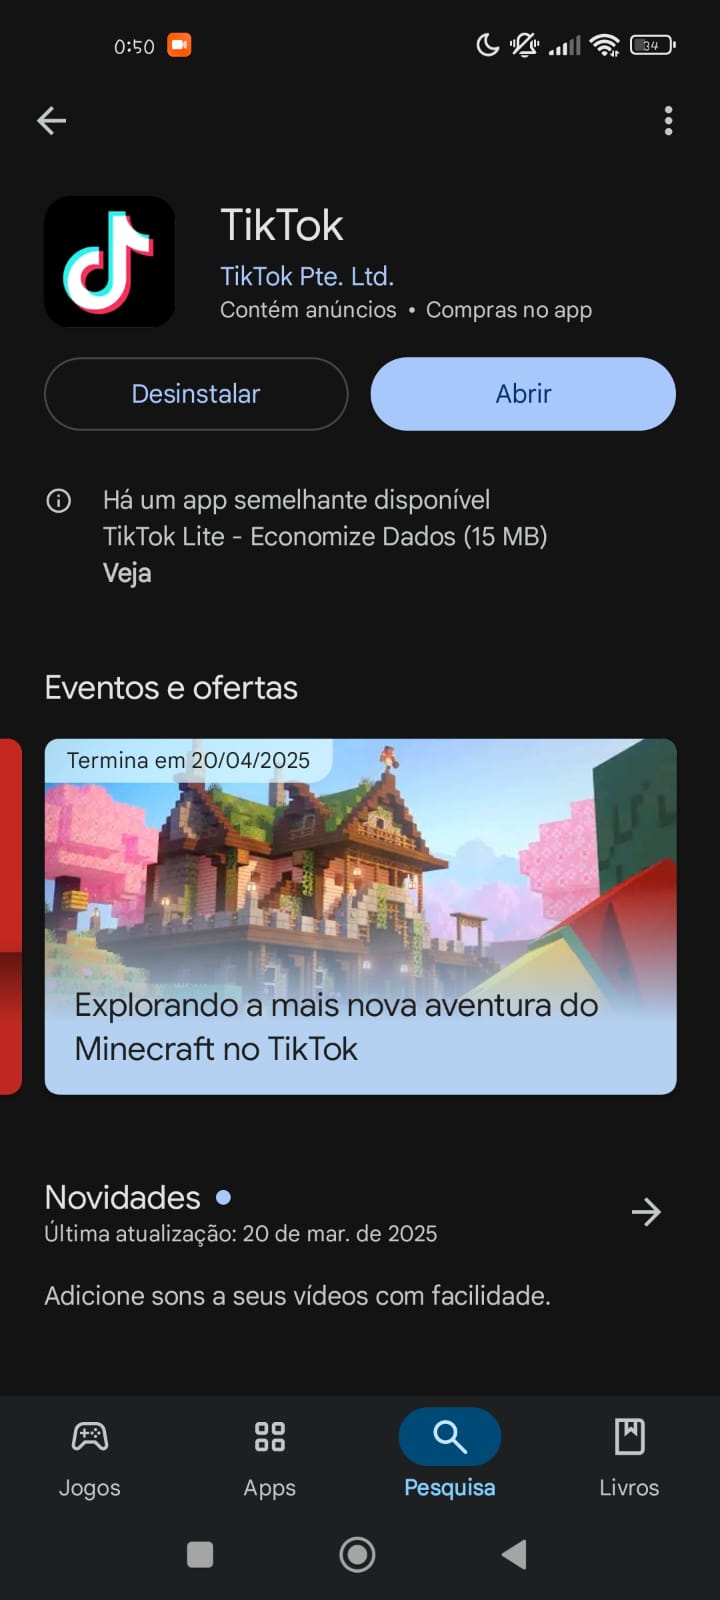 0:50
34
TikTok
TikTok Pte. Ltd.
Contém anúncios • Compras no app
Desinstalar
Abrir
Há um app semelhante disponível
TikTok Lite - Economize Dados (15 MB)
Veja
Eventos e ofertas
Termina em 20/04/2025
Explorando a mais nova aventura do
Minecraft no TikTok
Novidades
Última atualização: 20 de mar. de 2025
Adicione sons a seus vídeos com facilidade.
Jogos
Apps
Pesquisa
Livros